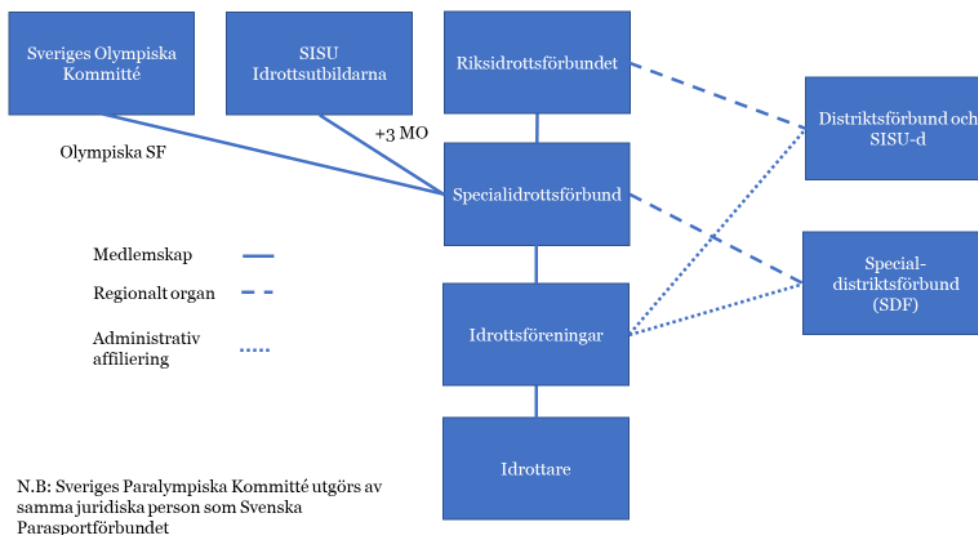 Sveriges Olympiska
Kommitté
SISU
Idrottsutbildarna
Riksidrottsförbundet
Distriktsförbund och
SISU-d
+3 MO
Olympiska SF
Specialidrottsförbund
Medlemskap
Regionalt organ
Administrativ
affiliering
Special-
distriktsförbund
(SDF)
Idrottsföreningar
Idrottare
N.B: Sveriges Paralympiska Kommitté utgörs av
samma juridiska person som Svenska
Parasportförbundet